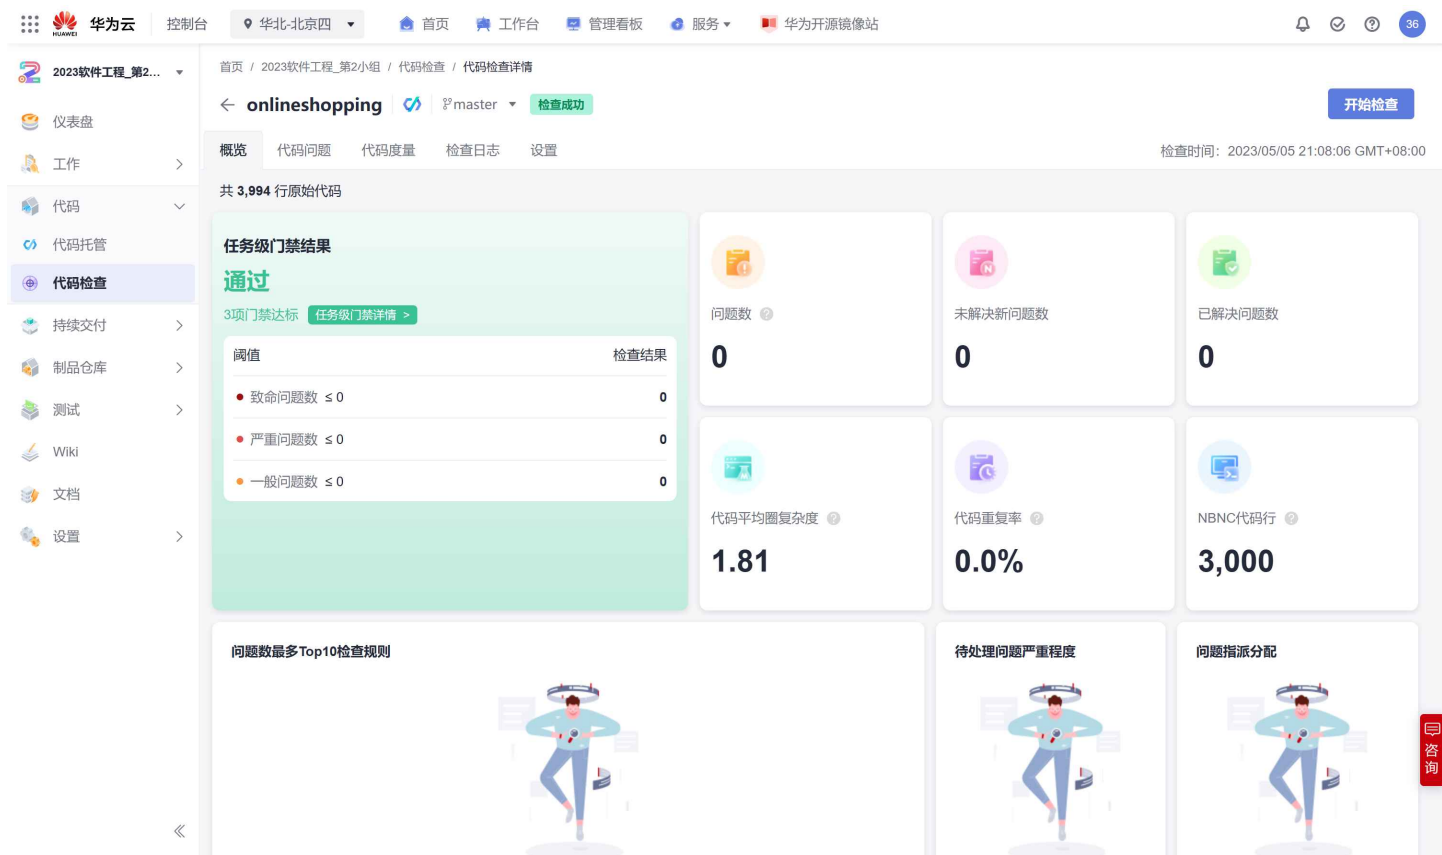 HUAWEI
华为云
控制台
华北-北京四
首页
工作台
管理看板
服务
华为开源镜像站
36
2023软件工程_第2...
首页 / 2023软件工程_第2小组 / 代码检查 / 代码检查详情
onlineshopping
master
检查成功
开始检查
仪表盘
工作
代码
代码托管
代码检查
持续交付
制品仓库
测试
Wiki
文档
设置
概览
代码问题
代码度量
检查日志
设置
检查时间：2023/05/05 21:08:06 GMT+08:00
共 3,994 行原始代码
任务级门禁结果
通过
3项门禁达标
任务级门禁详情 >
阈值 检查结果
致命问题数 ≤ 0 0
严重问题数 ≤ 0 0
一般问题数 ≤ 0 0
问题数
0
未解决新问题数
0
已解决问题数
0
代码平均圈复杂度
1.81
代码重复率
0.0%
NBNC代码行
3,000
问题数最多Top10检查规则
待处理问题严重程度
问题指派分配
咨询